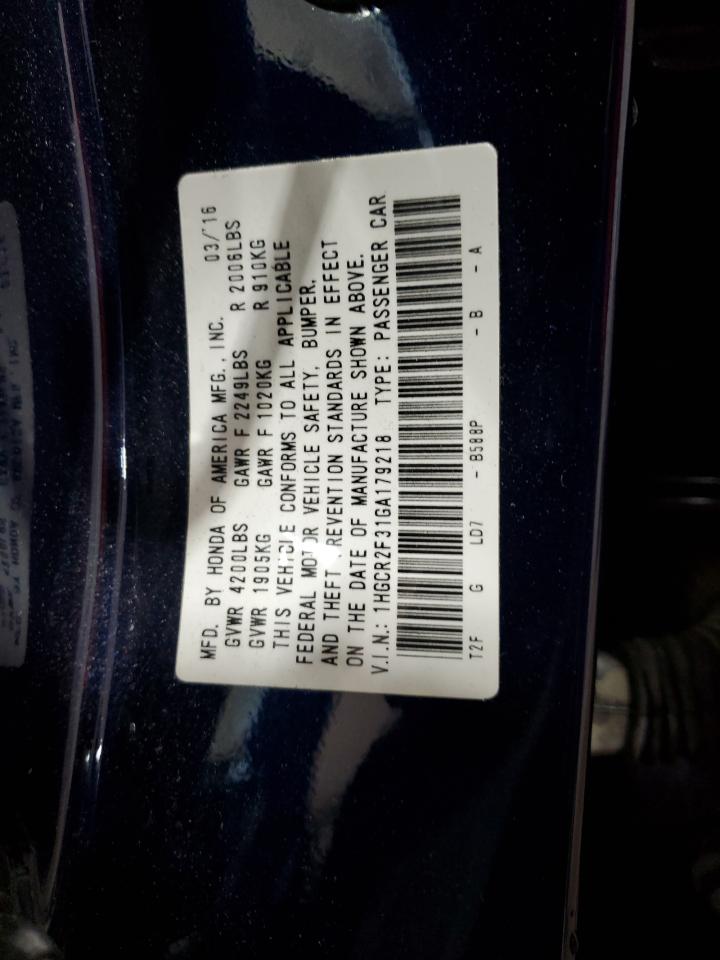 MFD. BY HONDA OF AMERICA MFG., INC. 03/'16
GVWR 4200LBS GAWR F 2249LBS R 2006LBS
GVWR 1905KG GAWR F 1020KG R 910KG
THIS VEHICLE CONFORMS TO ALL APPLICABLE
FEDERAL MOTOR VEHICLE SAFETY, BUMPER,
AND THEFT PREVENTION STANDARDS IN EFFECT
ON THE DATE OF MANUFACTURE SHOWN ABOVE.
V.I.N.: 1HGCR2F31GA179218 TYPE: PASSENGER CAR
T2F G LD7 - B588P - B - A